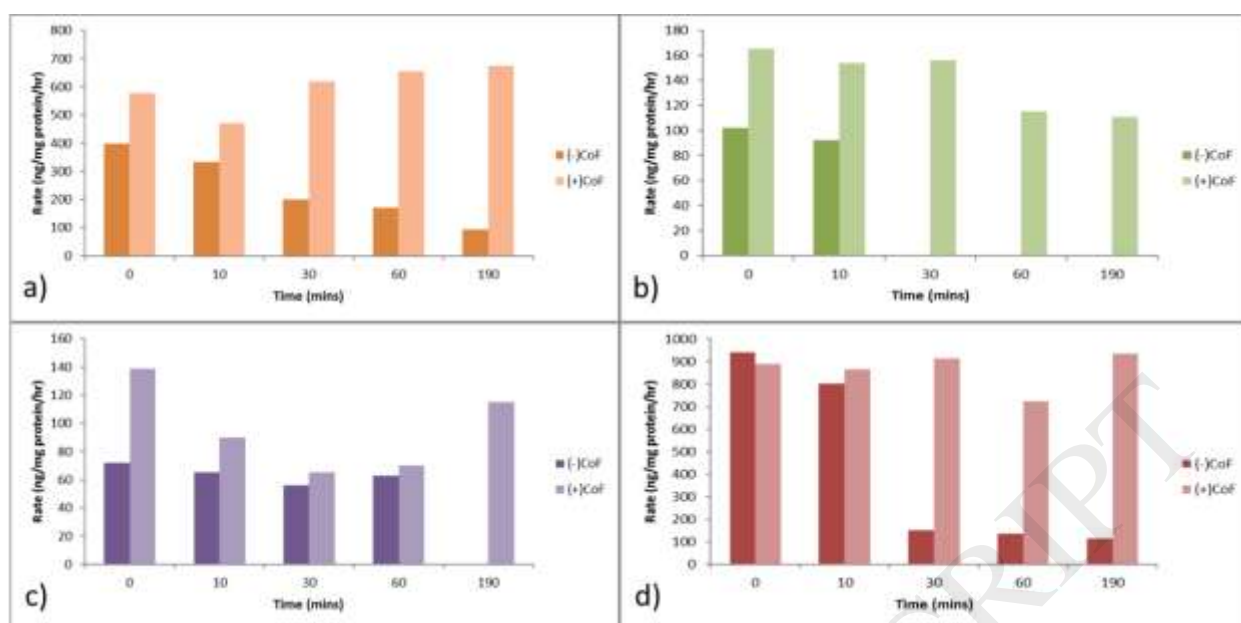 800
700
600
500
400
300
200
100
0
Rate (ng/mg protein/hr)
0 10 30 60 190
Time (mins)
(-)CoF
(+)CoF
a)
180
160
140
120
100
80
60
40
20
0
Rate (ng/mg protein/hr)
0 10 30 60 190
Time (mins)
(-)CoF
(+)CoF
b)
160
140
120
100
80
60
40
20
0
Rate (ng/mg protein/hr)
0 10 30 60 190
Time (mins)
(-)CoF
(+)CoF
c)
1000
900
800
700
600
500
400
300
200
100
0
Rate (ng/mg protein/hr)
0 10 30 60 190
Time (mins)
(-)CoF
(+)CoF
d)
RIPT